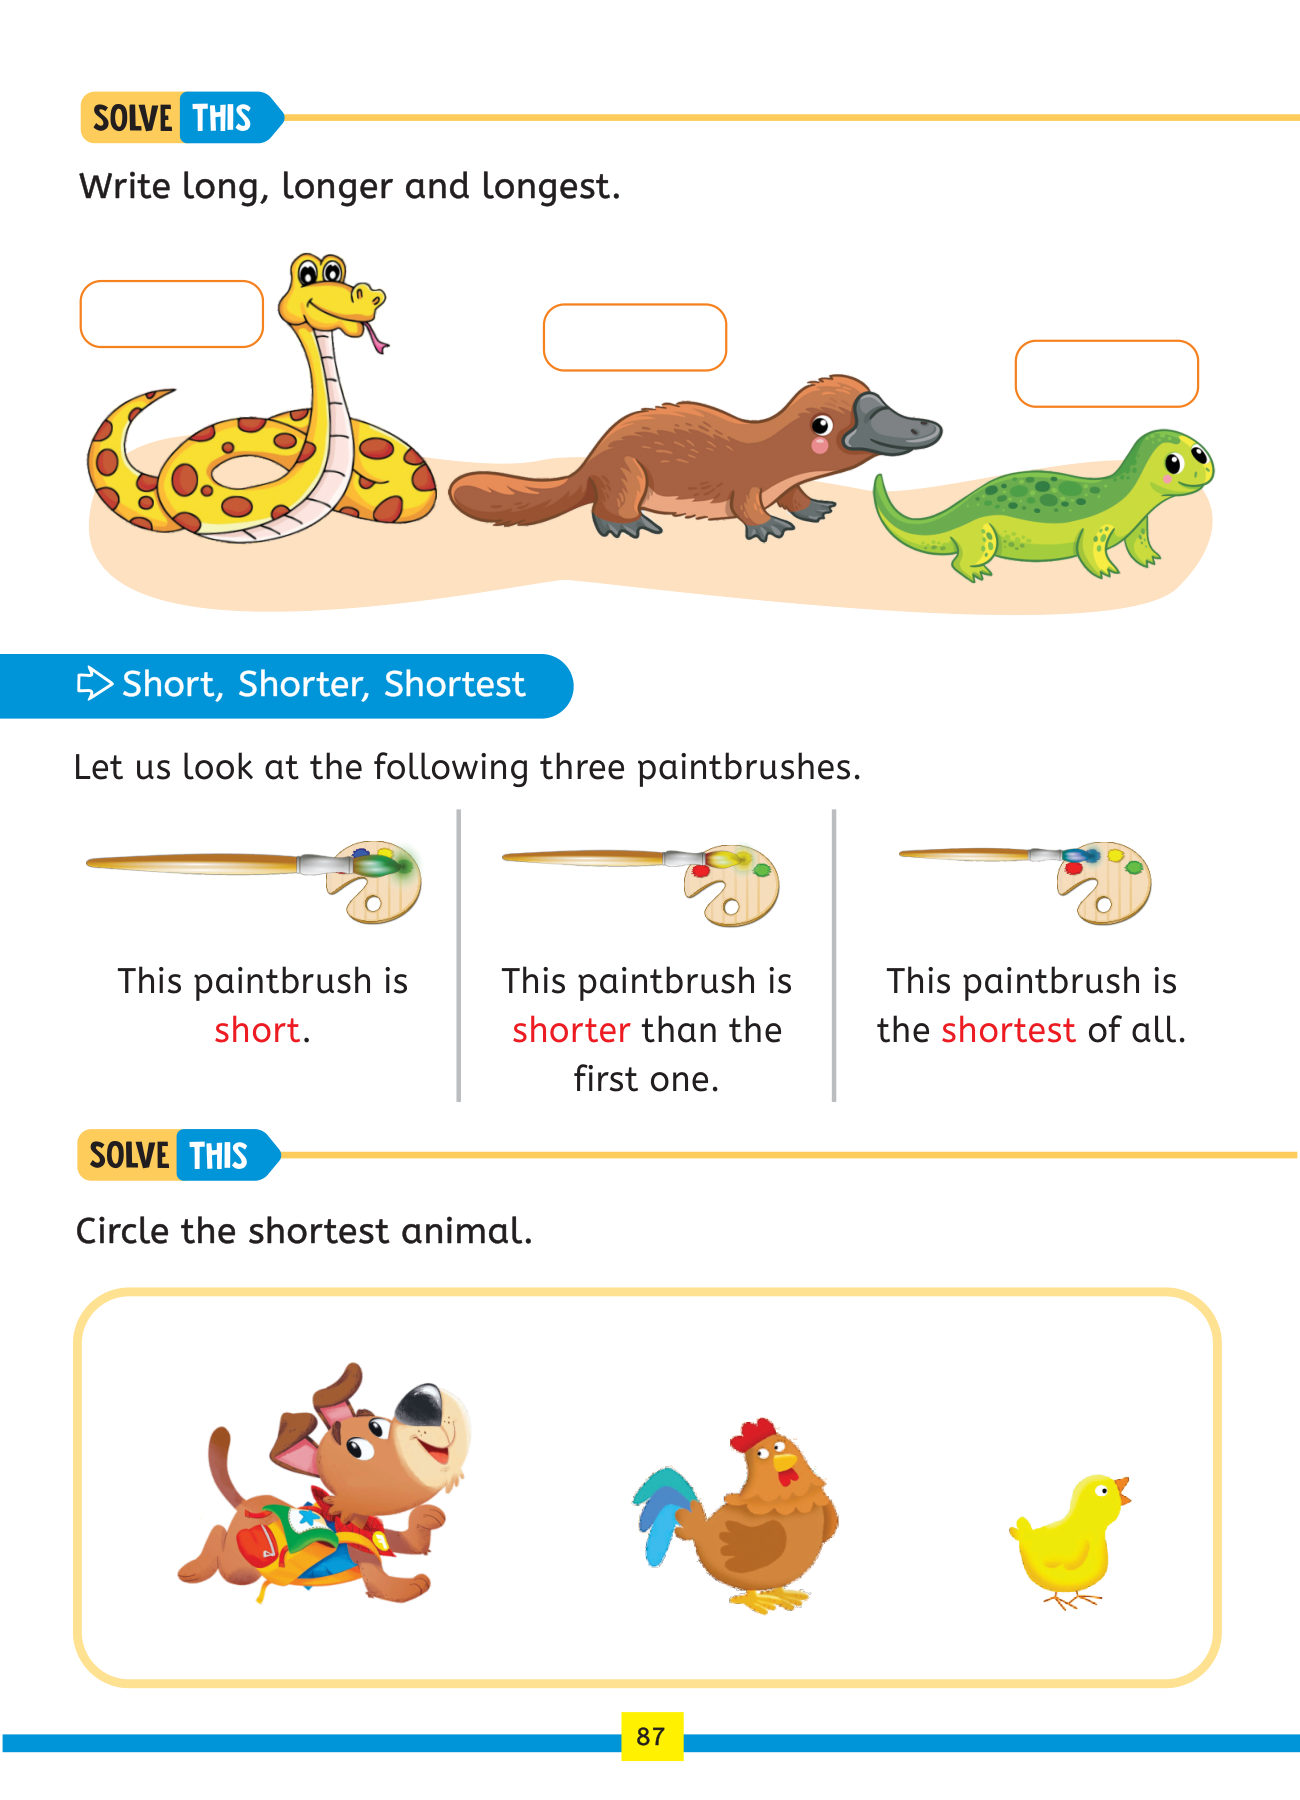 SOLVE THIS
Write long, longer and longest.
Short, Shorter, Shortest
Let us look at the following three paintbrushes.
This paintbrush is
short.
This paintbrush is
shorter than the
first one.
This paintbrush is
the shortest of all.
SOLVE THIS
Circle the shortest animal.
87